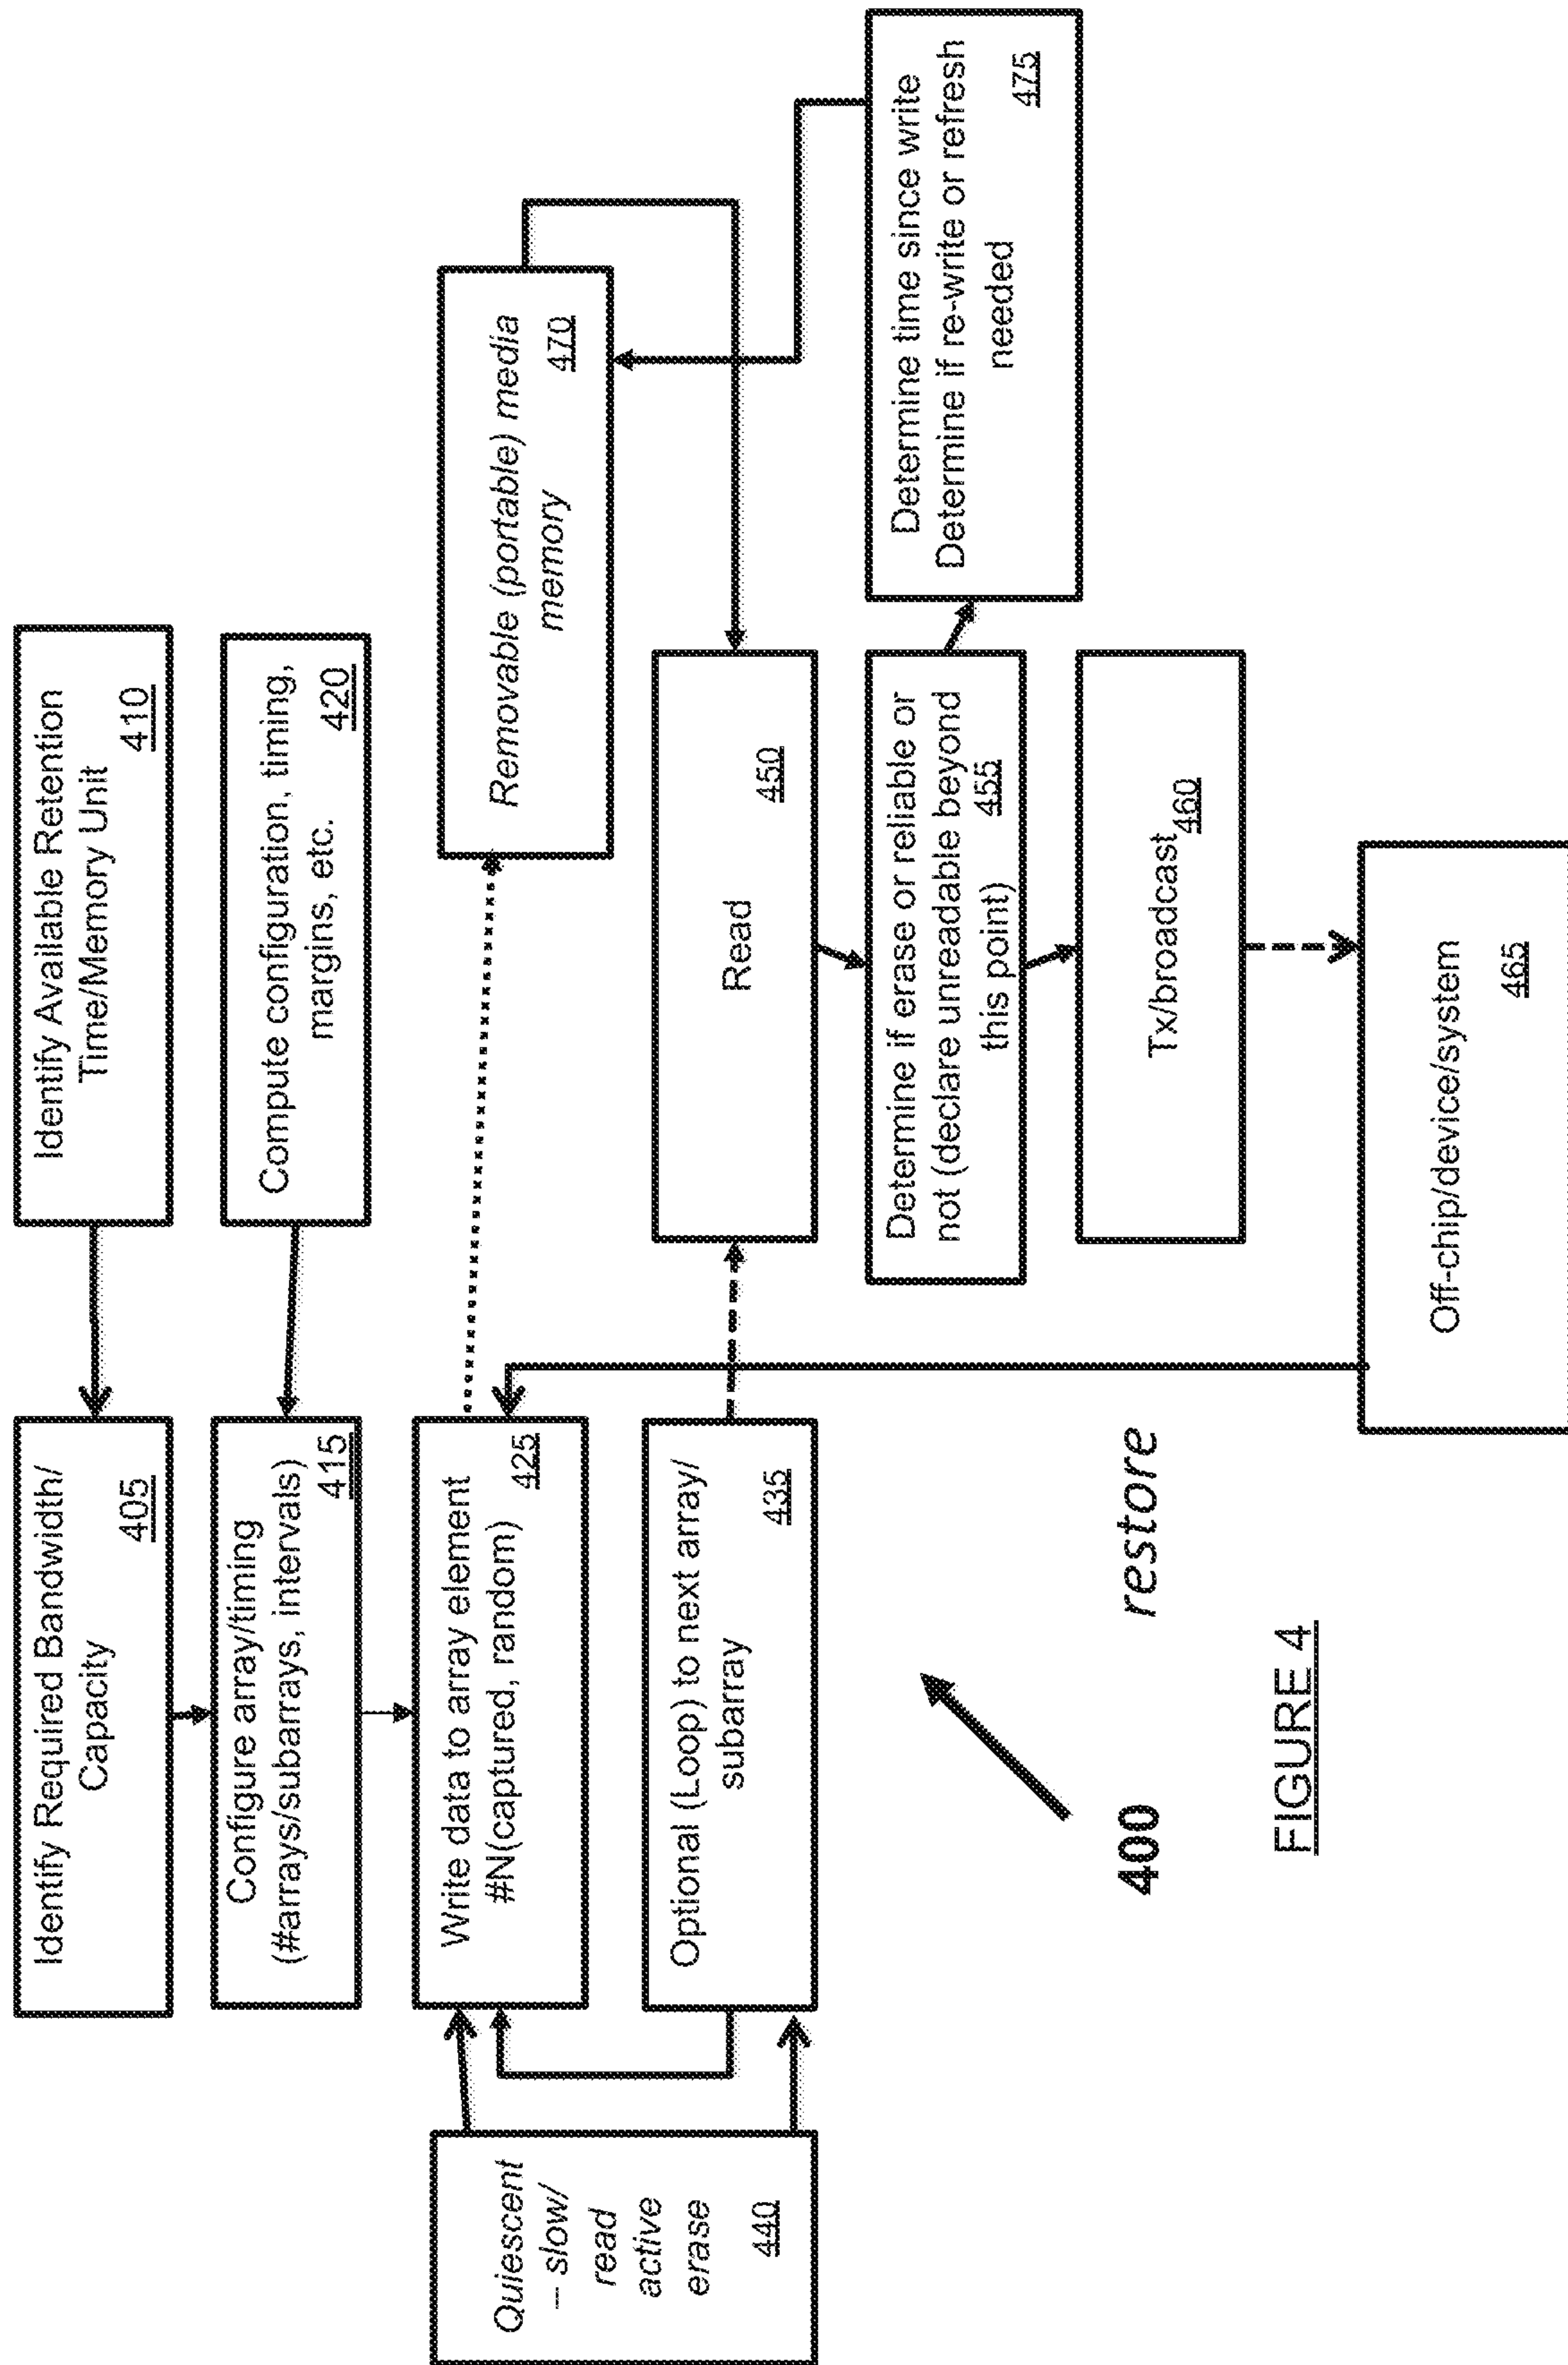 Identify Required Bandwidth/
Capacity
405
Identify Available Retention
Time/Memory Unit
410
Configure array/timing
(#arrays/subarrays, intervals)
415
Compute configuration, timing,
margins, etc.
420
Quiescent
– slow/
read
active
erase
440
Write data to array element
#N(captured, random)
425
Removable (portable) media
memory
470
Optional (Loop) to next array/
subarray
435
Read
450
Determine if erase or reliable or
not (declare unreadable beyond
this point)
455
Determine time since write
Determine if re-write or refresh
needed
475
Tx/broadcast
460
Off-chip/device/system
465
400
restore
FIGURE 4